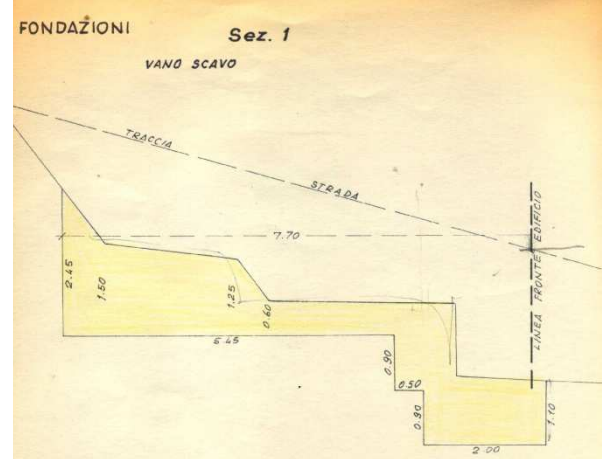 FONDAZIONI
Sez. 1
VANO SCAVO
TRACCIA STRADA
7.70
LINEA FRONTE EDIFICIO
2.45
1.50
1.25
0.60
6.45
0.90
0.50
0.90
1.10
2.00